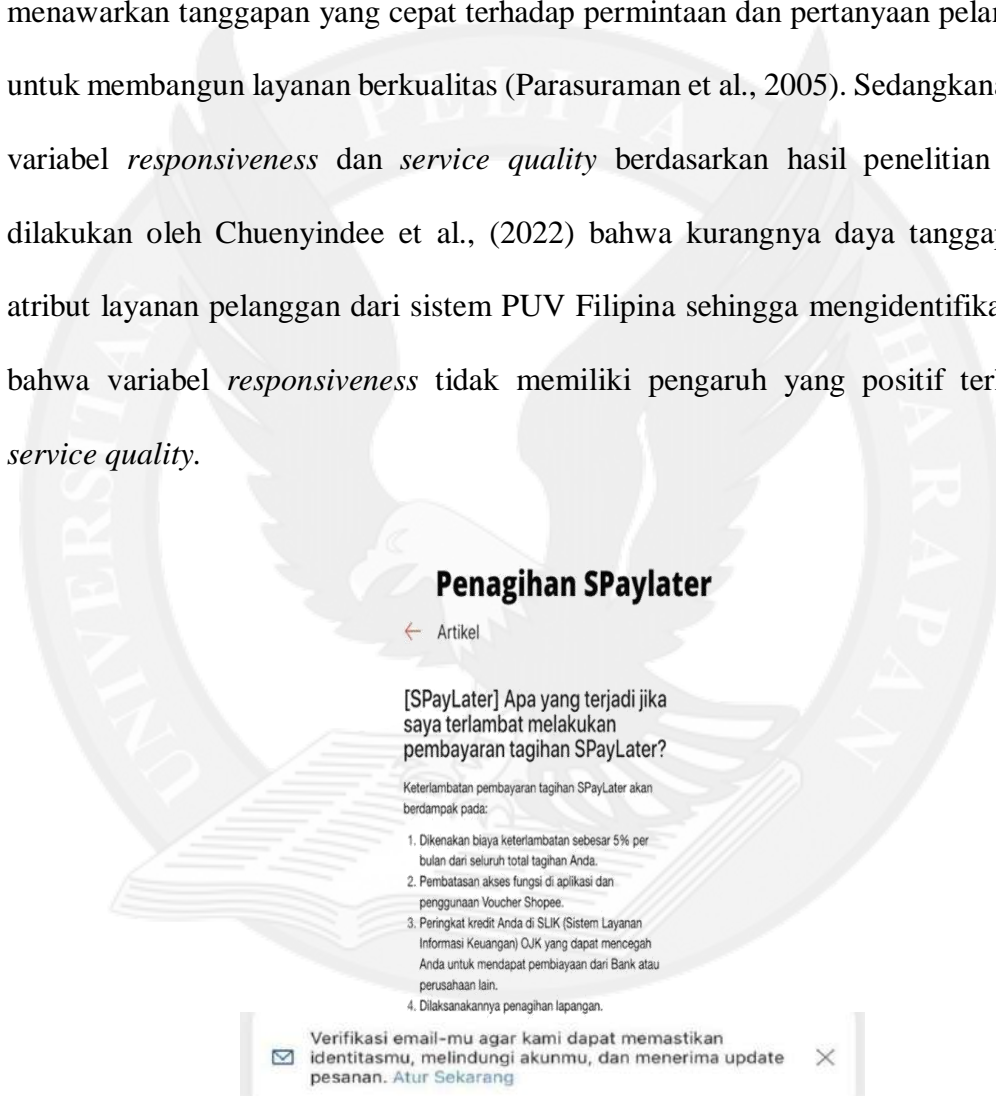 menawarkan tanggapan yang cepat terhadap permintaan dan pertanyaan
untuk membangun layanan berkualitas (Parasuraman et al., 2005).
variabel responsiveness dan service quality berdasarkan hasil penelitian
dilakukan oleh Chuenyindee et al., (2022) bahwa kurangnya daya
atribut layanan pelanggan dari sistem PUV Filipina sehingga
bahwa variabel responsiveness tidak memiliki pengaruh yang positif
service quality.
PELITA
UNIVERSITAS
HARAPAN
Penagihan SPaylater
← Artikel
[SPayLater] Apa yang terjadi jika
saya terlambat melakukan
pembayaran tagihan SPayLater?
Keterlambatan pembayaran tagihan SPayLater akan
berdampak pada:
1. Dikenakan biaya keterlambatan sebesar 5% per
bulan dari seluruh total tagihan Anda.
2. Pembatasan akses fungsi di aplikasi dan
penggunaan Voucher Shopee.
3. Peringkat kredit Anda di SLIK (Sistem Layanan
Informasi Keuangan) OJK yang dapat mencegah
Anda untuk mendapat pembiayaan dari Bank atau
perusahaan lain.
4. Dilaksanakannya penagihan lapangan.
Verifikasi email-mu agar kami dapat memastikan
identitasmu, melindungi akunmu, dan menerima update
pesanan. Atur Sekarang